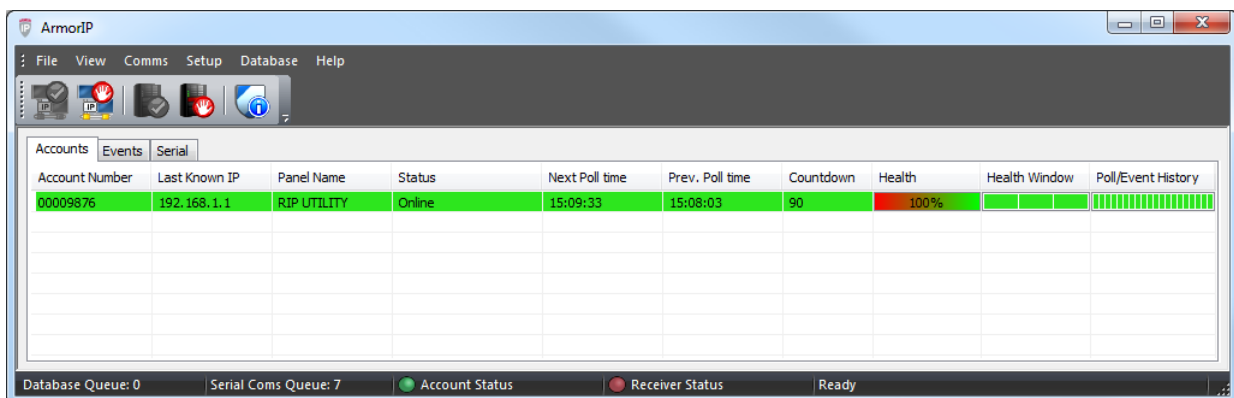 ArmorIP
File View Comms Setup Database Help
IP IP
Accounts Events Serial
Account Number Last Known IP Panel Name Status Next Poll time Prev. Poll time Countdown Health Health Window Poll/Event History
00009876 192.168.1.1 RIP UTILITY Online 15:09:33 15:08:03 90 100%
Database Queue: 0 Serial Coms Queue: 7 Account Status Receiver Status Ready